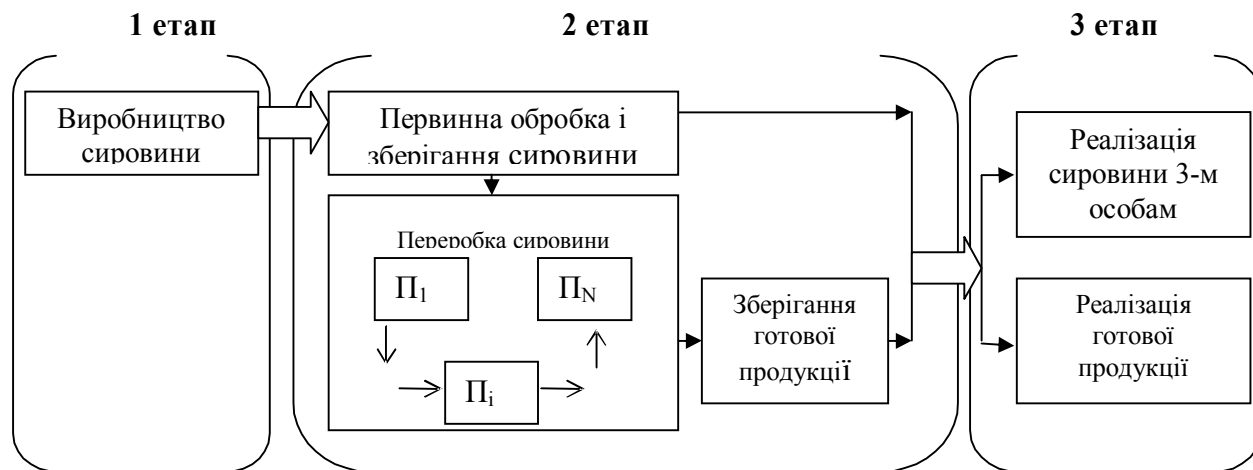 1 етап
2 етап
3 етап
Виробництво
сировини
Первинна обробка і
зберігання сировини
Переробка сировини
П1
ПN
Пi
Зберігання
готової
продукції
Реалізація
сировини 3-м
особам
Реалізація
готової
продукції